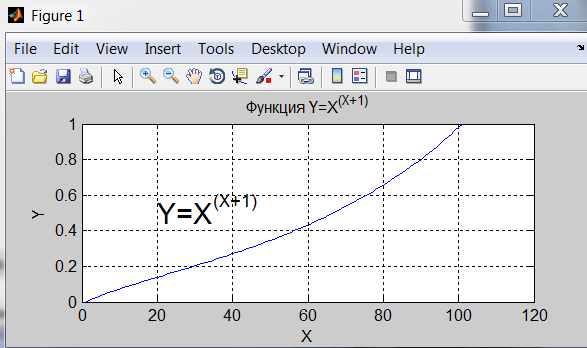 Figure 1
File Edit View Insert Tools Desktop Window Help
Функция Y=X^(X+1)
1
0.8
0.6
0.4
0.2
0
Y
Y=X^(X+1)
0 20 40 60 80 100 120
X